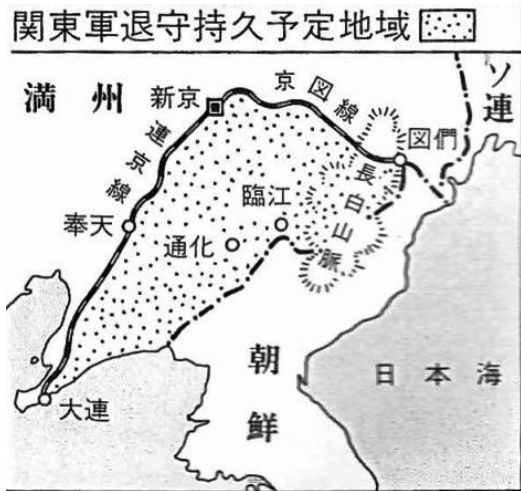 関東軍退守持久予定地域
満州
新京
京図線
ソ連
図們
連京線
長白山脈
臨江
奉天
通化
朝鮮
日本海
大連